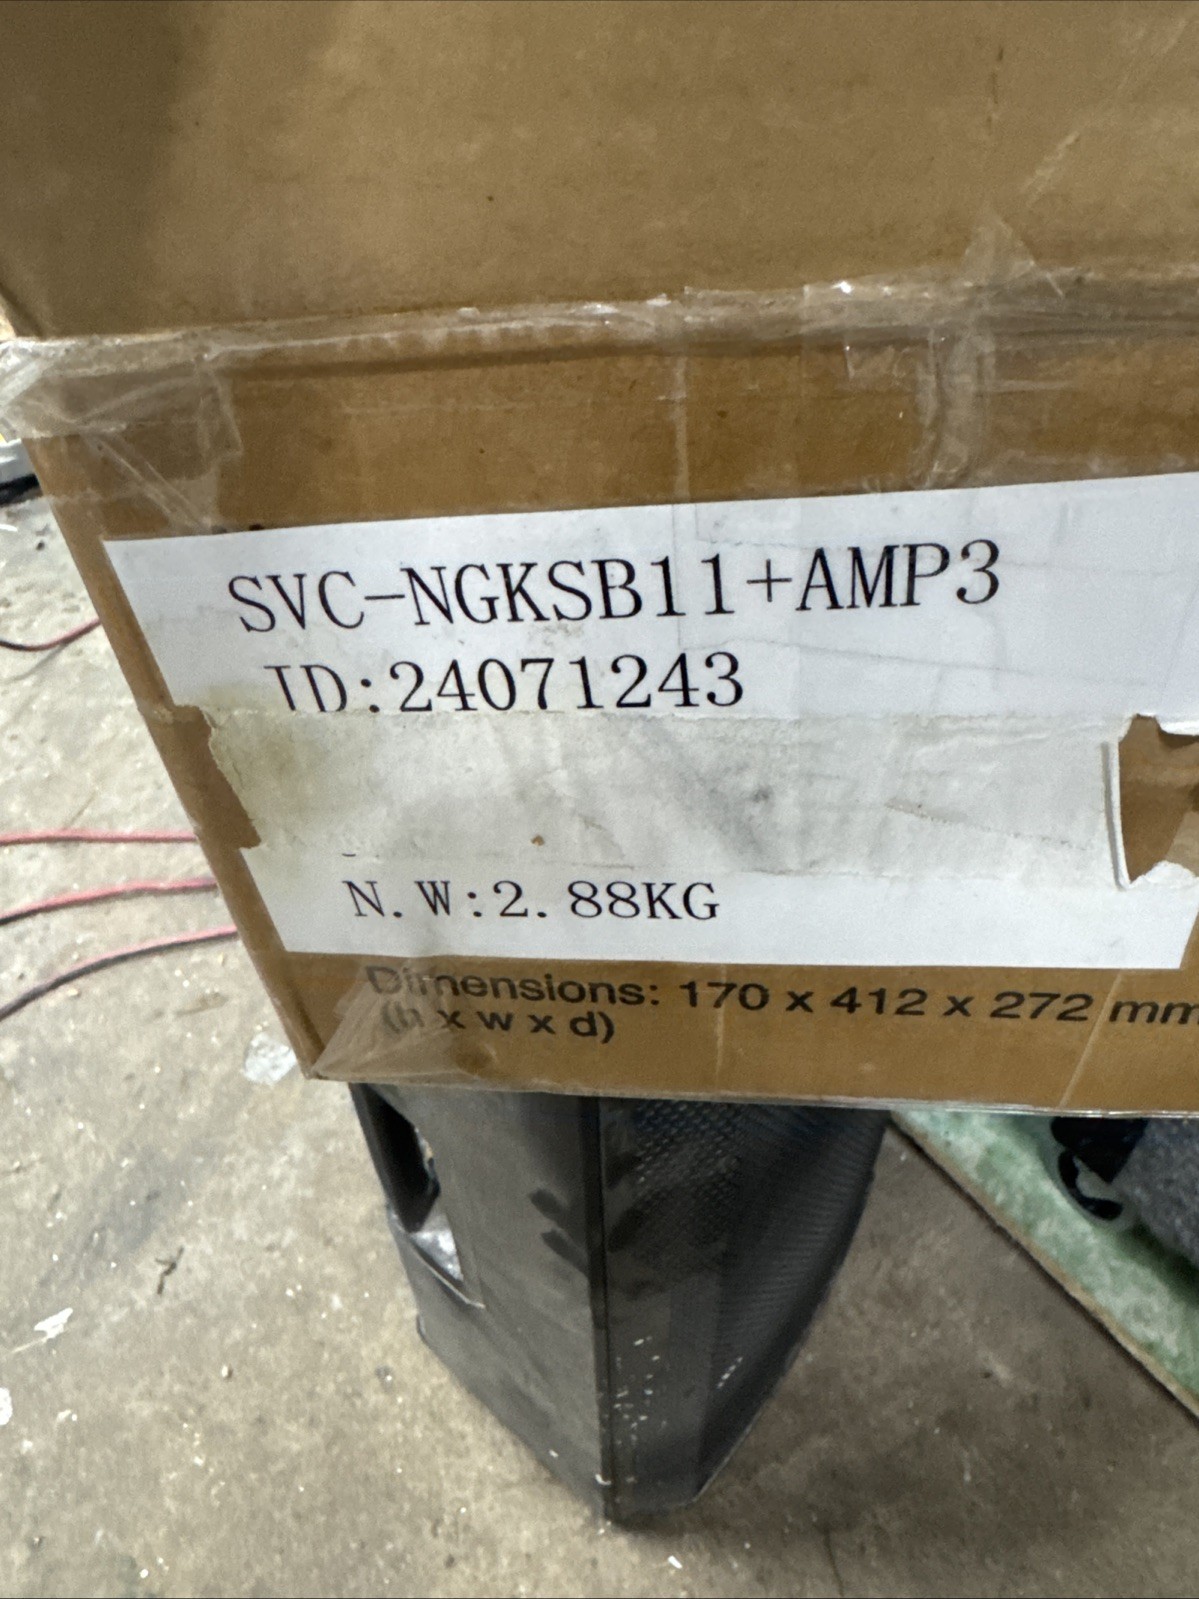 SVC-NGKSB11+AMP3
ID:24071243
N.W:2.88KG
Dimensions: 170 x 412 x 272 mm
(h x w x d)